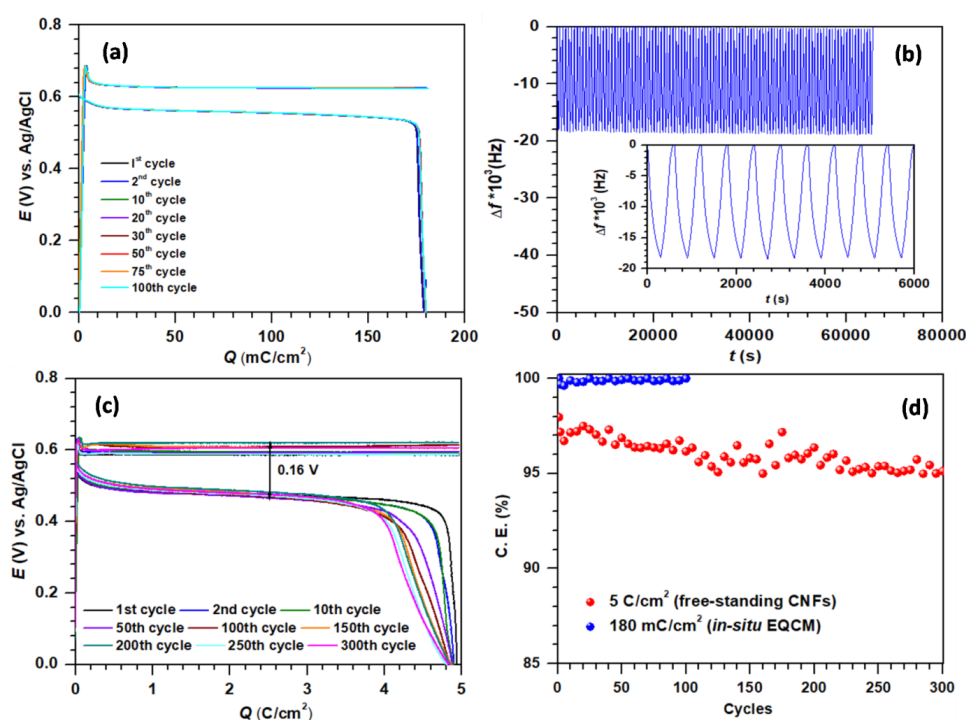 (a)
0.8
0.6
0.4
0.2
0.0
E (V) vs. Ag/AgCl
1st cycle
2nd cycle
10th cycle
20th cycle
30th cycle
50th cycle
75th cycle
100th cycle
0 50 100 150 200
Q (mC/cm²)
(b)
0
-10
-20
-30
-40
-50
Δf *10³(Hz)
0
-5
-10
-15
-20
Δf *10³ (Hz)
0 2000 4000 6000
t (s)
0 20000 40000 60000 80000
t (s)
(c)
0.8
0.6
0.4
0.2
0.0
E (V) vs. Ag/AgCl
0.16 V
1st cycle 2nd cycle 10th cycle
50th cycle 100th cycle 150th cycle
200th cycle 250th cycle 300th cycle
0 1 2 3 4 5
Q (C/cm²)
(d)
100
95
90
85
C. E. (%)
5 C/cm² (free-standing CNFs)
180 mC/cm² (in-situ EQCM)
0 50 100 150 200 250 300
Cycles